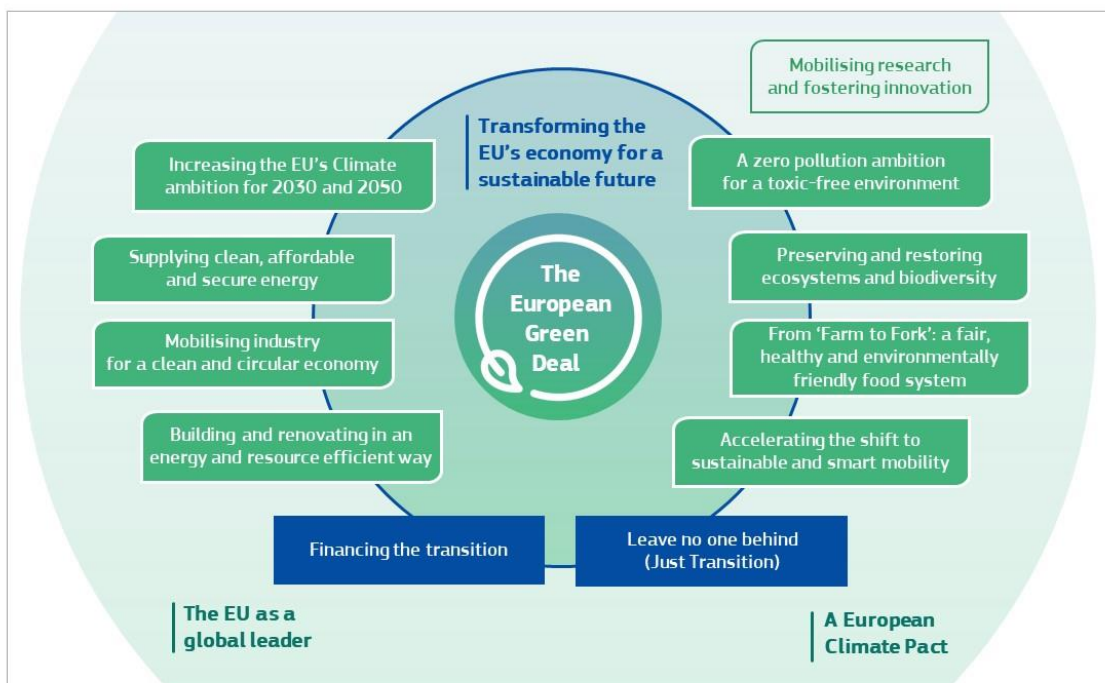 Mobilising research
and fostering innovation
Transforming the
EU's economy for a
sustainable future
Increasing the EU's Climate
ambition for 2030 and 2050
A zero pollution ambition
for a toxic-free environment
Supplying clean, affordable
and secure energy
Preserving and restoring
ecosystems and biodiversity
The
European
Green
Deal
Mobilising industry
for a clean and circular economy
From ‘Farm to Fork’: a fair,
healthy and environmentally
friendly food system
Building and renovating in an
energy and resource efficient way
Accelerating the shift to
sustainable and smart mobility
Financing the transition
Leave no one behind
(Just Transition)
The EU as a
global leader
A European
Climate Pact